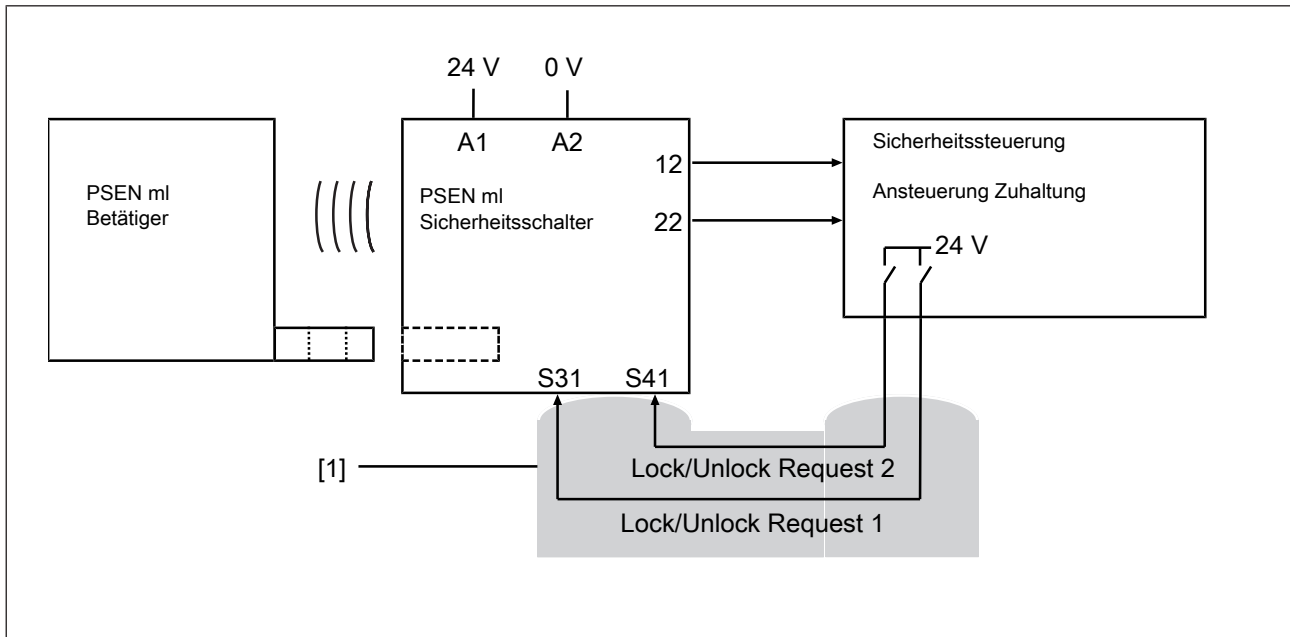 24 V
0 V
A1
A2
PSEN ml
Betätiger
PSEN ml
Sicherheitsschalter
12
22
Sicherheitssteuerung
Ansteuerung Zuhaltung
24 V
S31
S41
[1]
Lock/Unlock Request 2
Lock/Unlock Request 1